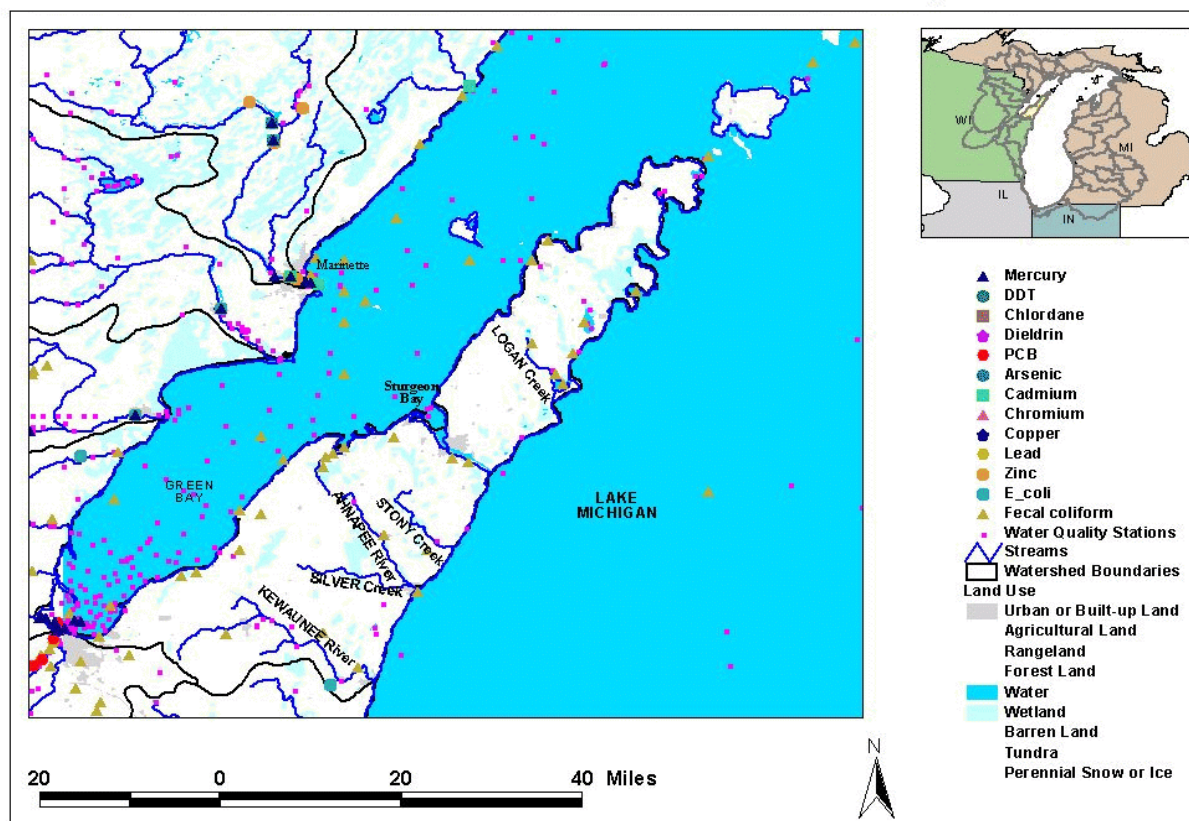 WI
MI
IL
IN
Marinette
LOGAN Creek
Sturgeon
Bay
GREEN
BAY
LAKE
MICHIGAN
AHNAPEE River
STONY Creek
SILVER Creek
KEWAUNEE River
Mercury
DDT
Chlordane
Dieldrin
PCB
Arsenic
Cadmium
Chromium
Copper
Lead
Zinc
E_coli
Fecal coliform
Water Quality Stations
Streams
Watershed Boundaries
Land Use
Urban or Built-up Land
Agricultural Land
Rangeland
Forest Land
Water
Wetland
Barren Land
Tundra
Perennial Snow or Ice
20 0 20 40 Miles
N